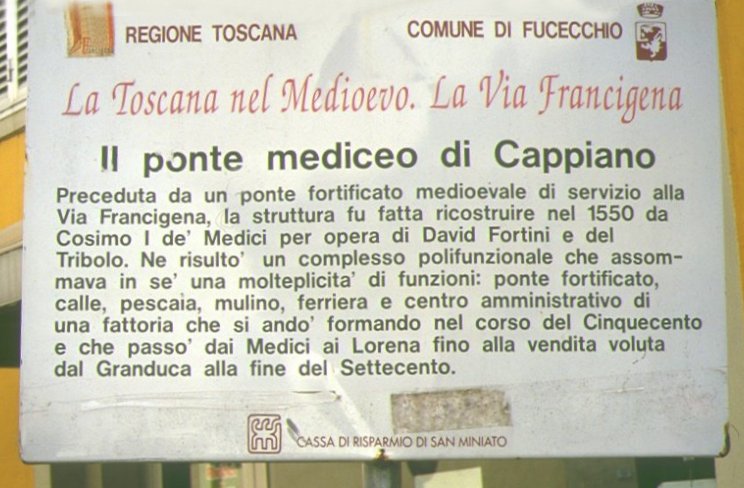 REGIONE TOSCANA
COMUNE DI FUCECCHIO
La Toscana nel Medioevo. La Via Francigena
Il ponte mediceo di Cappiano
Preceduta da un ponte fortificato medioevale di servizio alla
Via Francigena, la struttura fu fatta ricostruire nel 1550 da
Cosimo I de' Medici per opera di David Fortini e del
Tribolo. Ne risulto' un complesso polifunzionale che assom-
mava in se' una molteplicita' di funzioni: ponte fortificato,
calle, pescaia, mulino, ferriera e centro amministrativo di
una fattoria che si ando' formando nel corso del Cinquecento
e che passo' dai Medici ai Lorena fino alla vendita voluta
dal Granduca alla fine del Settecento.
CASSA DI RISPARMIO DI SAN MINIATO